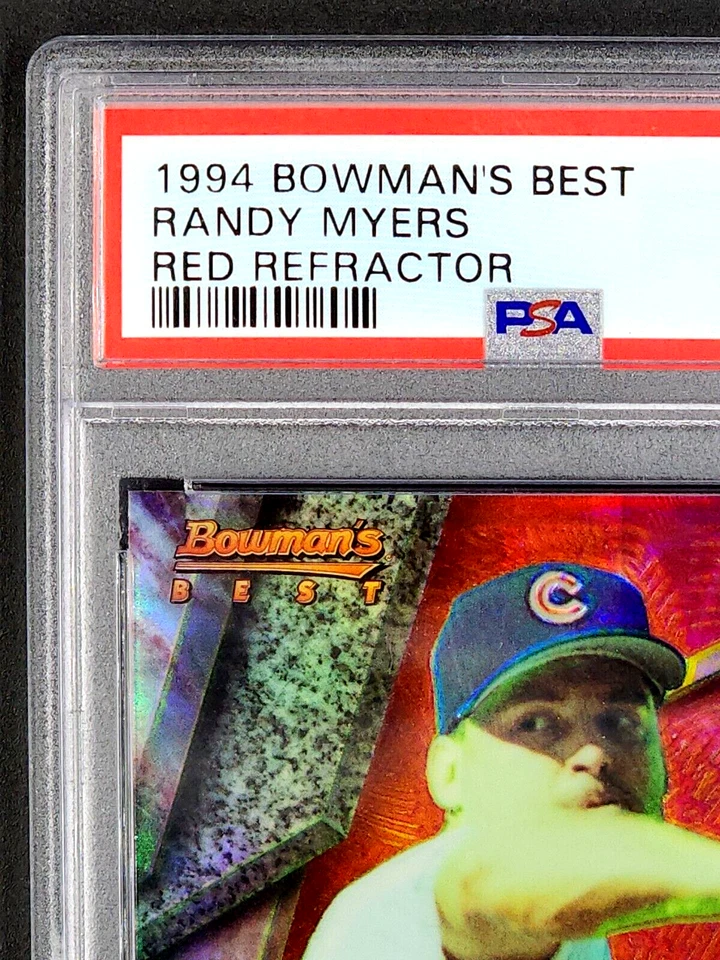 1994 BOWMAN'S BEST
RANDY MYERS
RED REFRACTOR
PSA
Bowman's
BEST
C